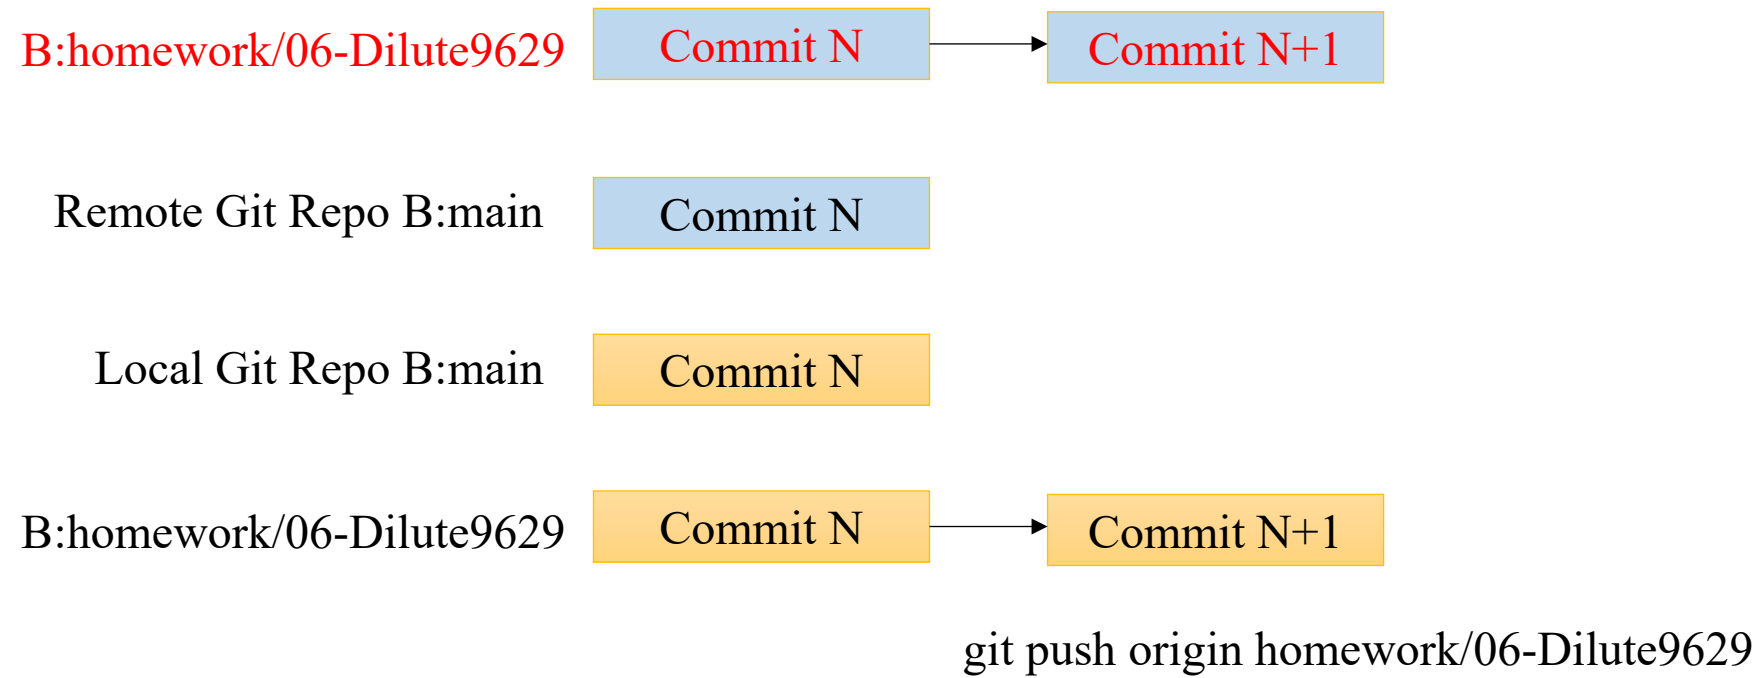 B:homework/06-Dilute9629 Commit N Commit N+1
Remote Git Repo B:main Commit N
Local Git Repo B:main Commit N
B:homework/06-Dilute9629 Commit N Commit N+1
git push origin homework/06-Dilute9629